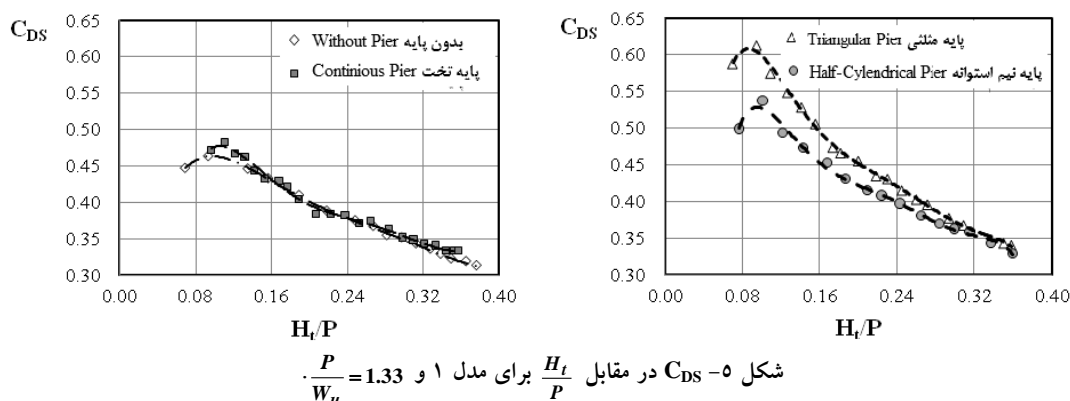 C_DS
0.65
0.60
0.55
0.50
0.45
0.40
0.35
0.30
Without Pier بدون پایه
Continious Pier پایه تخت
0.00 0.08 0.16 0.24 0.32 0.40
H_t/P
C_DS
0.65
0.60
0.55
0.50
0.45
0.40
0.35
0.30
Triangular Pier پایه مثلثی
Half-Cylendrical Pier پایه نیم استوانه
0.00 0.08 0.16 0.24 0.32 0.40
H_t/P
شکل ۵- C_DS در مقابل H_t/P برای مدل ۱ و P/W_u = 1.33.